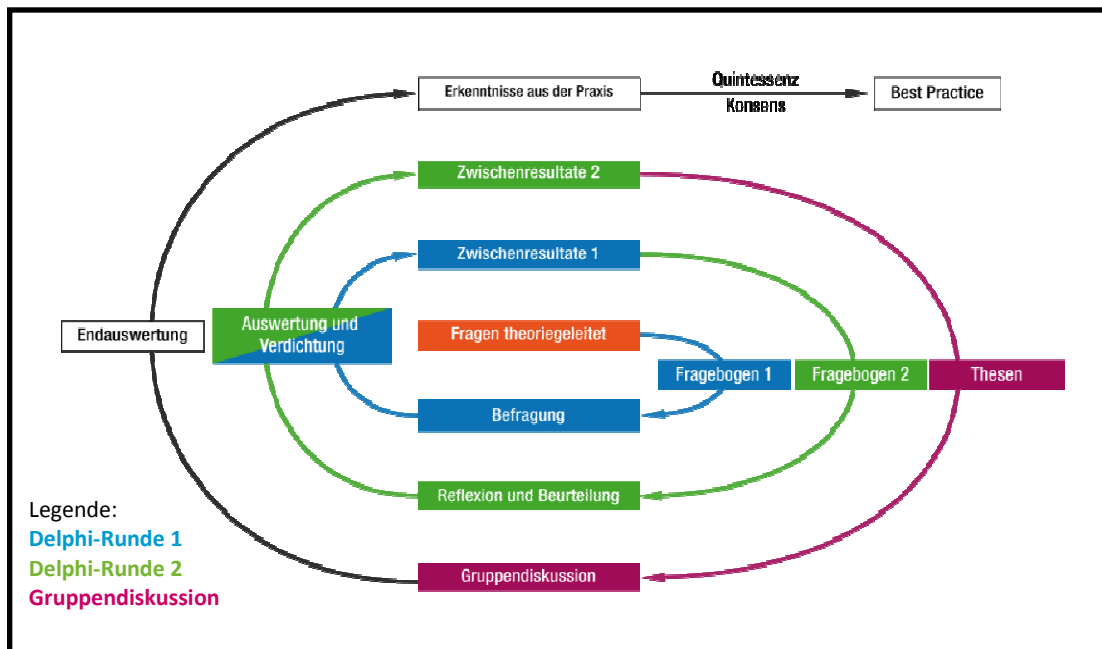 Erkenntnisse aus der Praxis
Quintessenz
Konsens
Best Practice
Zwischenresultate 2
Zwischenresultate 1
Endauswertung
Auswertung und
Verdichtung
Fragen theoriegeleitet
Fragebogen 1
Fragebogen 2
Thesen
Befragung
Reflexion und Beurteilung
Gruppendiskussion
Legende:
Delphi-Runde 1
Delphi-Runde 2
Gruppendiskussion